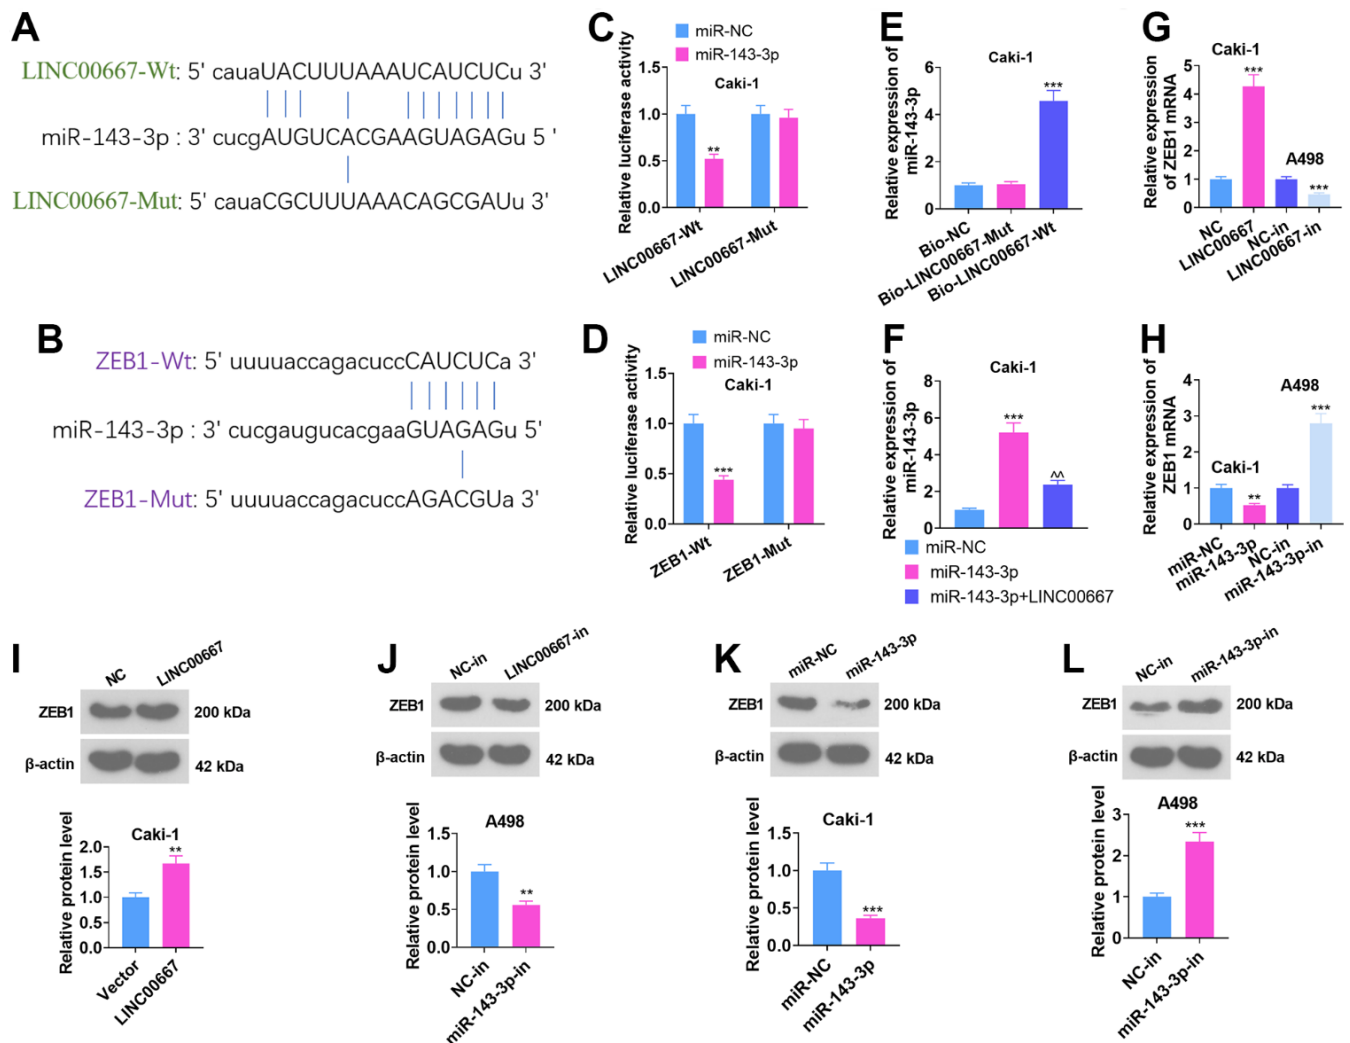 A
LINC00667-Wt: 5' cauaUACUUUAAAUCAUCUCu 3'
miR-143-3p : 3' cucgAUGUCACGAAGUAGAGu 5 '
LINC00667-Mut: 5' cauaCGCUUUAAACAGCGAUu 3'
B
ZEB1-Wt: 5' uuuuaccagacuccCAUCUCa 3'
miR-143-3p : 3' cucgaugucacgaaGUAGAGu 5'
ZEB1-Mut: 5' uuuuaccagacuccAGACGUa 3'
C
miR-NC
miR-143-3p
Caki-1
Relative luciferase activity
1.5
1.0
0.5
0.0
**
LINC00667-Wt
LINC00667-Mut
D
miR-NC
miR-143-3p
Caki-1
Relative luciferase activity
1.5
1.0
0.5
0.0
***
ZEB1-Wt
ZEB1-Mut
E
Caki-1
Relative expression of
miR-143-3p
6
4
2
0
***
Bio-NC
Bio-LINC00667-Mut
Bio-LINC00667-Wt
F
Caki-1
Relative expression of
miR-143-3p
8
6
4
2
0
***
^^
miR-NC
miR-143-3p
miR-143-3p+LINC00667
G
Caki-1
Relative expression
of ZEB1 mRNA
5
4
3
2
1
0
***
A498
***
NC
LINC00667
NC-in
LINC00667-in
H
A498
Relative expression of
ZEB1 mRNA
4
3
2
1
0
Caki-1
**
***
miR-NC
miR-143-3p
NC-in
miR-143-3p-in
I
NC
LINC00667
ZEB1
200 kDa
β-actin
42 kDa
Caki-1
Relative protein level
2.0
1.5
1.0
0.5
0.0
**
Vector
LINC00667
J
NC-in
LINC00667-in
ZEB1
200 kDa
β-actin
42 kDa
A498
Relative protein level
1.5
1.0
0.5
0.0
**
NC-in
miR-143-3p-in
K
miR-NC
miR-143-3p
ZEB1
200 kDa
β-actin
42 kDa
Caki-1
Relative protein level
1.5
1.0
0.5
0.0
***
miR-NC
miR-143-3p
L
NC-in
miR-143-3p-in
ZEB1
200 kDa
β-actin
42 kDa
A498
Relative protein level
3
2
1
0
***
NC-in
miR-143-3p-in